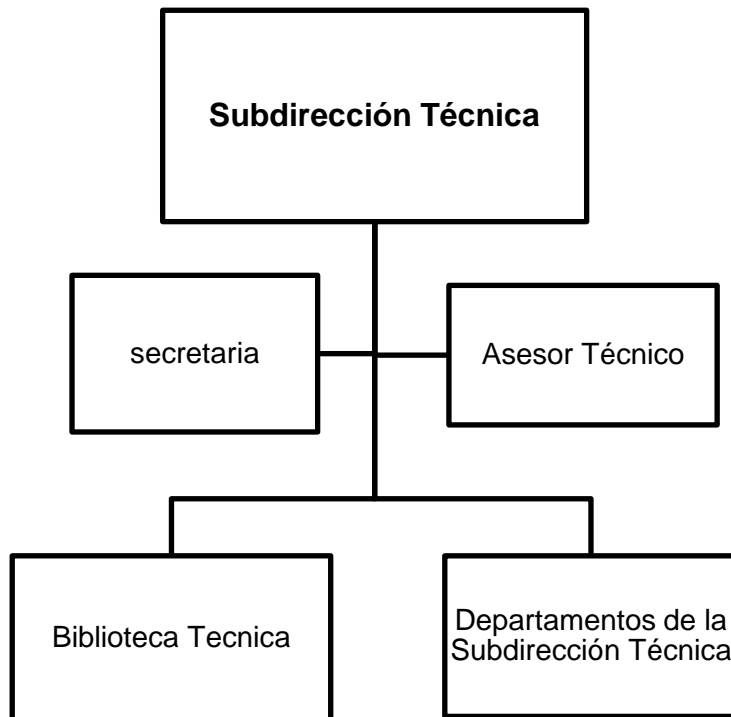 Subdirección Técnica
secretaria
Asesor Técnico
Biblioteca Tecnica
Departamentos de la
Subdirección Técnica